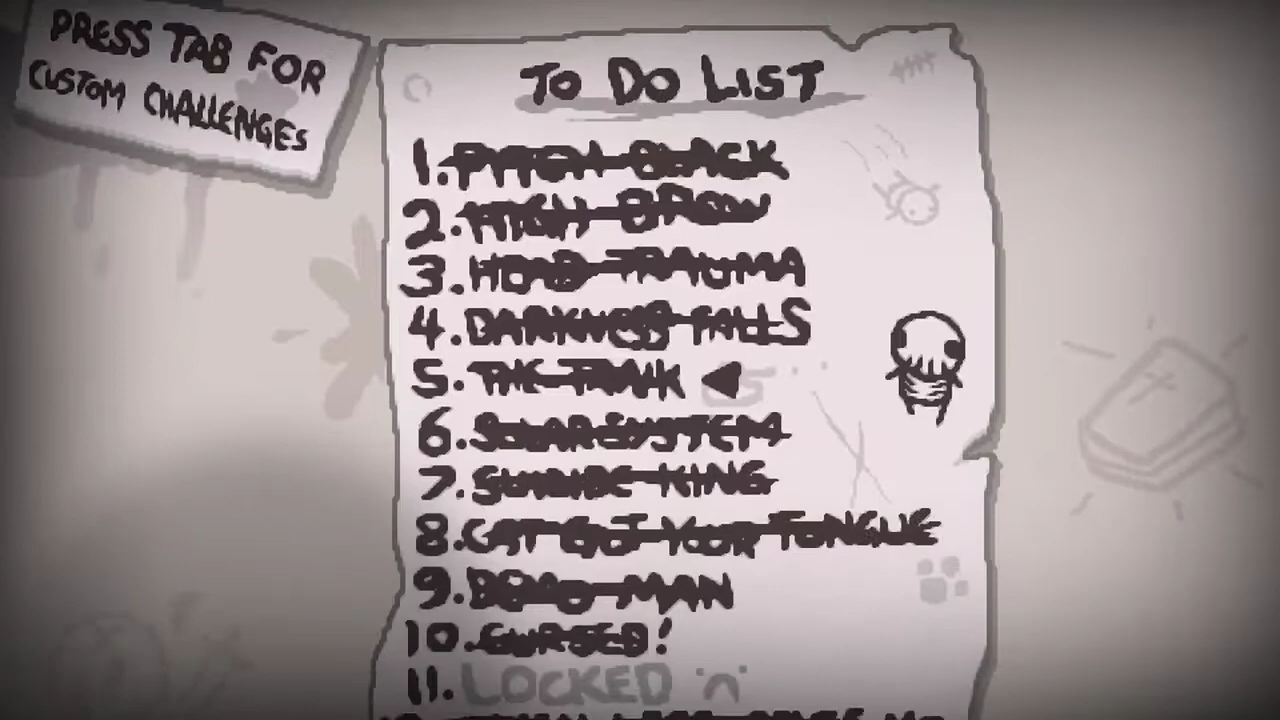 PRESS TAB FOR
CUSTOM CHALLENGES
TO DO LIST
1. PITCH BLACK
2. HIGH BROW
3. HEAD TRAUMA
4. DARKNESS FALLS
5. THE TANK
6. SOLAR SYSTEM
7. SUICIDE KING
8. CAT GOT YOUR TONGUE
9. DEMO MAN
10. CURSED!
11. LOCKED